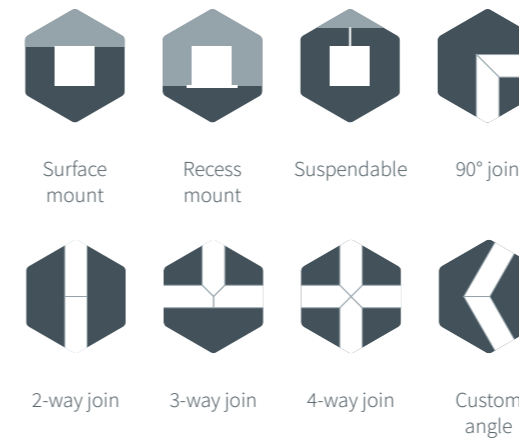 Surface
mount
Recess
mount
Suspendable
90° join
2-way join
3-way join
4-way join
Custom
angle